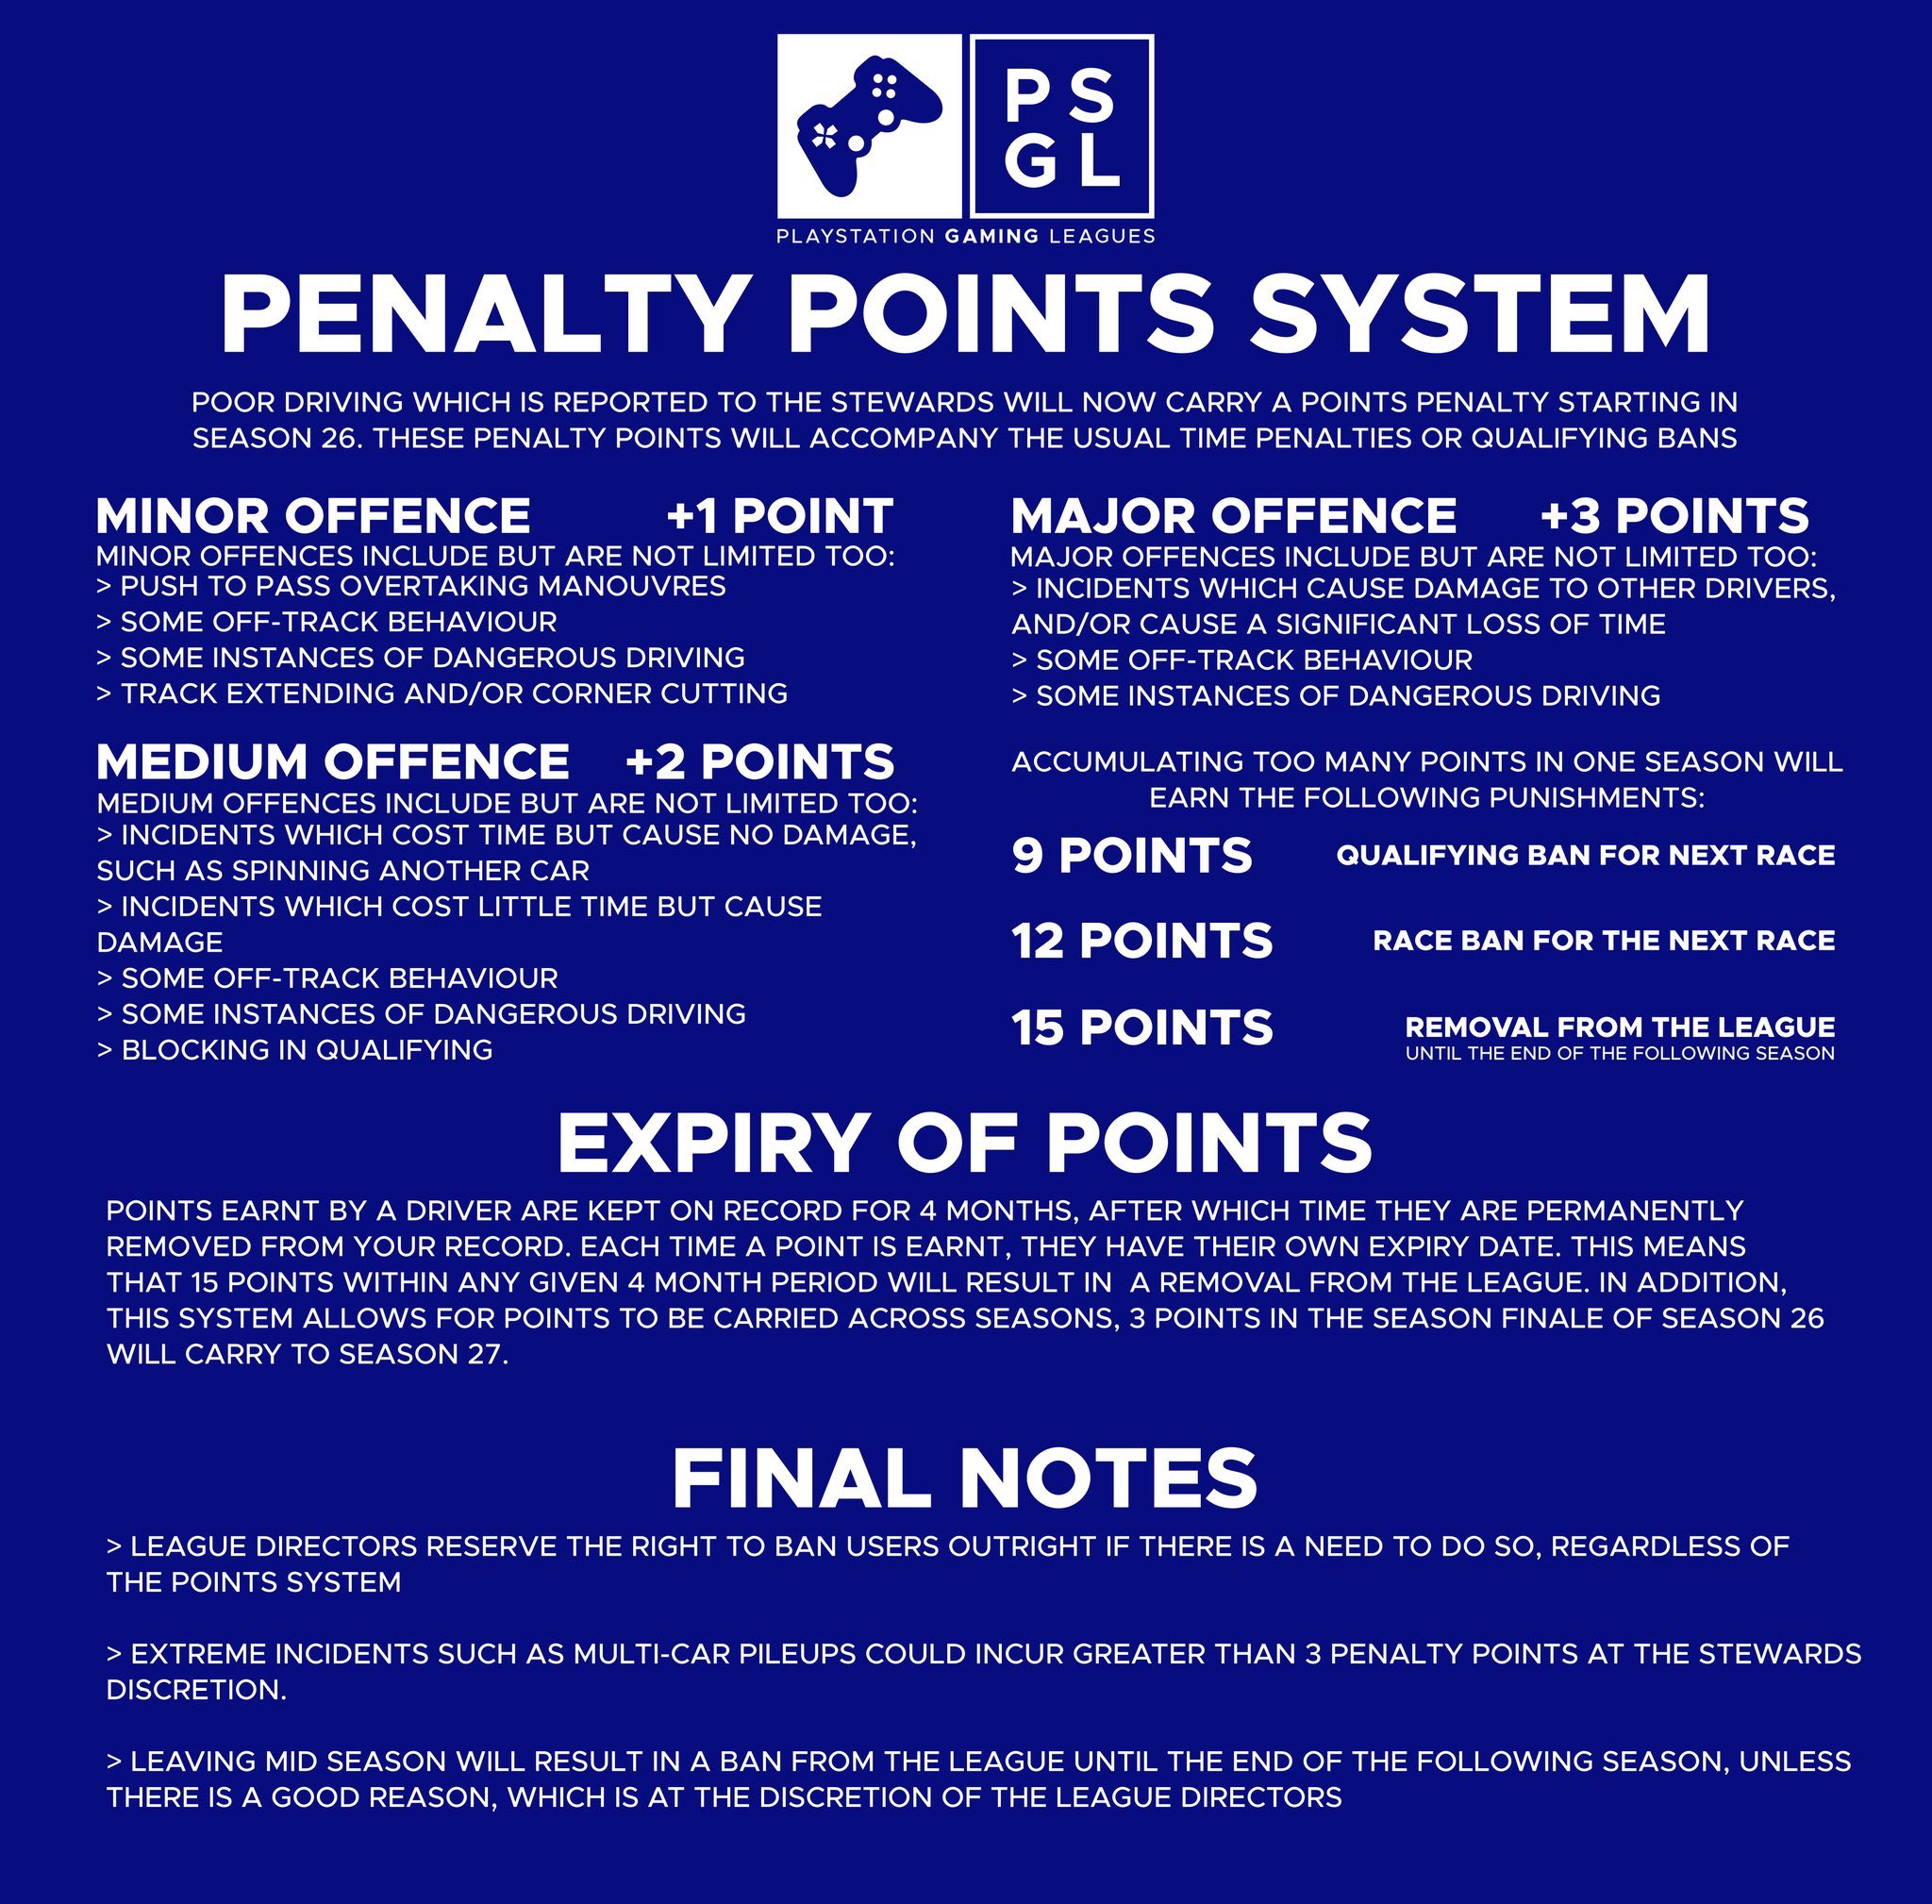 PS
GL
PLAYSTATION GAMING LEAGUES
PENALTY POINTS SYSTEM
POOR DRIVING WHICH IS REPORTED TO THE STEWARDS WILL NOW CARRY A POINTS PENALTY STARTING IN
SEASON 26. THESE PENALTY POINTS WILL ACCOMPANY THE USUAL TIME PENALTIES OR QUALIFYING BANS
MINOR OFFENCE +1 POINT
MINOR OFFENCES INCLUDE BUT ARE NOT LIMITED TOO:
> PUSH TO PASS OVERTAKING MANOUVRES
> SOME OFF-TRACK BEHAVIOUR
> SOME INSTANCES OF DANGEROUS DRIVING
> TRACK EXTENDING AND/OR CORNER CUTTING
MEDIUM OFFENCE +2 POINTS
MEDIUM OFFENCES INCLUDE BUT ARE NOT LIMITED TOO:
> INCIDENTS WHICH COST TIME BUT CAUSE NO DAMAGE,
SUCH AS SPINNING ANOTHER CAR
> INCIDENTS WHICH COST LITTLE TIME BUT CAUSE
DAMAGE
> SOME OFF-TRACK BEHAVIOUR
> SOME INSTANCES OF DANGEROUS DRIVING
> BLOCKING IN QUALIFYING
MAJOR OFFENCE +3 POINTS
MAJOR OFFENCES INCLUDE BUT ARE NOT LIMITED TOO:
> INCIDENTS WHICH CAUSE DAMAGE TO OTHER DRIVERS,
AND/OR CAUSE A SIGNIFICANT LOSS OF TIME
> SOME OFF-TRACK BEHAVIOUR
> SOME INSTANCES OF DANGEROUS DRIVING
ACCUMULATING TOO MANY POINTS IN ONE SEASON WILL
EARN THE FOLLOWING PUNISHMENTS:
9 POINTS QUALIFYING BAN FOR NEXT RACE
12 POINTS RACE BAN FOR THE NEXT RACE
15 POINTS REMOVAL FROM THE LEAGUE
UNTIL THE END OF THE FOLLOWING SEASON
EXPIRY OF POINTS
POINTS EARNT BY A DRIVER ARE KEPT ON RECORD FOR 4 MONTHS, AFTER WHICH TIME THEY ARE PERMANENTLY
REMOVED FROM YOUR RECORD. EACH TIME A POINT IS EARNT, THEY HAVE THEIR OWN EXPIRY DATE. THIS MEANS
THAT 15 POINTS WITHIN ANY GIVEN 4 MONTH PERIOD WILL RESULT IN A REMOVAL FROM THE LEAGUE. IN ADDITION,
THIS SYSTEM ALLOWS FOR POINTS TO BE CARRIED ACROSS SEASONS, 3 POINTS IN THE SEASON FINALE OF SEASON 26
WILL CARRY TO SEASON 27.
FINAL NOTES
> LEAGUE DIRECTORS RESERVE THE RIGHT TO BAN USERS OUTRIGHT IF THERE IS A NEED TO DO SO, REGARDLESS OF
THE POINTS SYSTEM
> EXTREME INCIDENTS SUCH AS MULTI-CAR PILEUPS COULD INCUR GREATER THAN 3 PENALTY POINTS AT THE STEWARDS
DISCRETION.
> LEAVING MID SEASON WILL RESULT IN A BAN FROM THE LEAGUE UNTIL THE END OF THE FOLLOWING SEASON, UNLESS
THERE IS A GOOD REASON, WHICH IS AT THE DISCRETION OF THE LEAGUE DIRECTORS